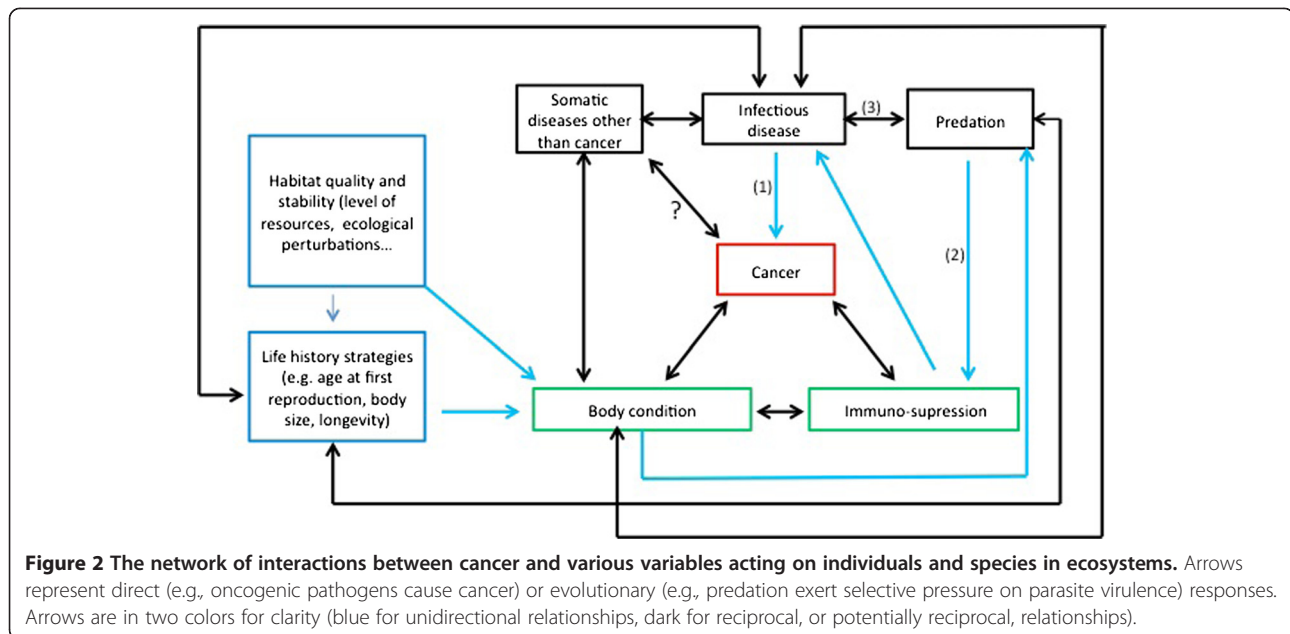 Somatic
diseases other
than cancer
Infectious
disease
(3)
Predation
Habitat quality and
stability (level of
resources, ecological
perturbations...
(1)
?
(2)
Cancer
Life history strategies
(e.g. age at first
reproduction, body
size, longevity)
Body condition
Immuno-supression
Figure 2 The network of interactions between cancer and various variables acting on individuals and species in ecosystems. Arrows
represent direct (e.g., oncogenic pathogens cause cancer) or evolutionary (e.g., predation exert selective pressure on parasite virulence) responses.
Arrows are in two colors for clarity (blue for unidirectional relationships, dark for reciprocal, or potentially reciprocal, relationships).